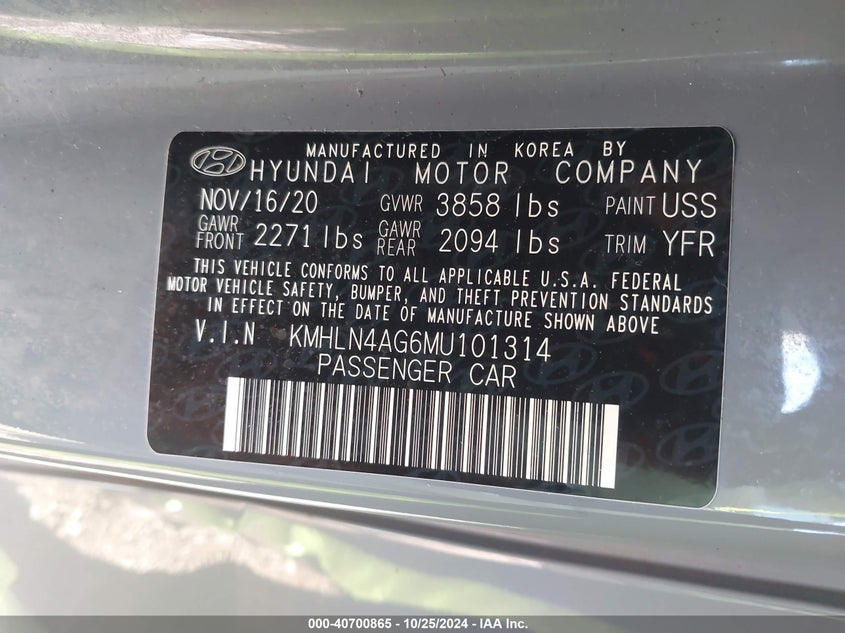 MANUFACTURED IN KOREA BY
HYUNDAI MOTOR COMPANY
NOV/16/20 GVWR 3858 lbs PAINT USS
GAWR FRONT 2271 lbs GAWR REAR 2094 lbs TRIM YFR
THIS VEHICLE CONFORMS TO ALL APPLICABLE U.S.A. FEDERAL
MOTOR VEHICLE SAFETY, BUMPER, AND THEFT PREVENTION STANDARDS
IN EFFECT ON THE DATE OF MANUFACTURE SHOWN ABOVE
V.I.N KMHLN4AG6MU101314
PASSENGER CAR
000-40700865 - 10/25/2024 - IAA Inc.